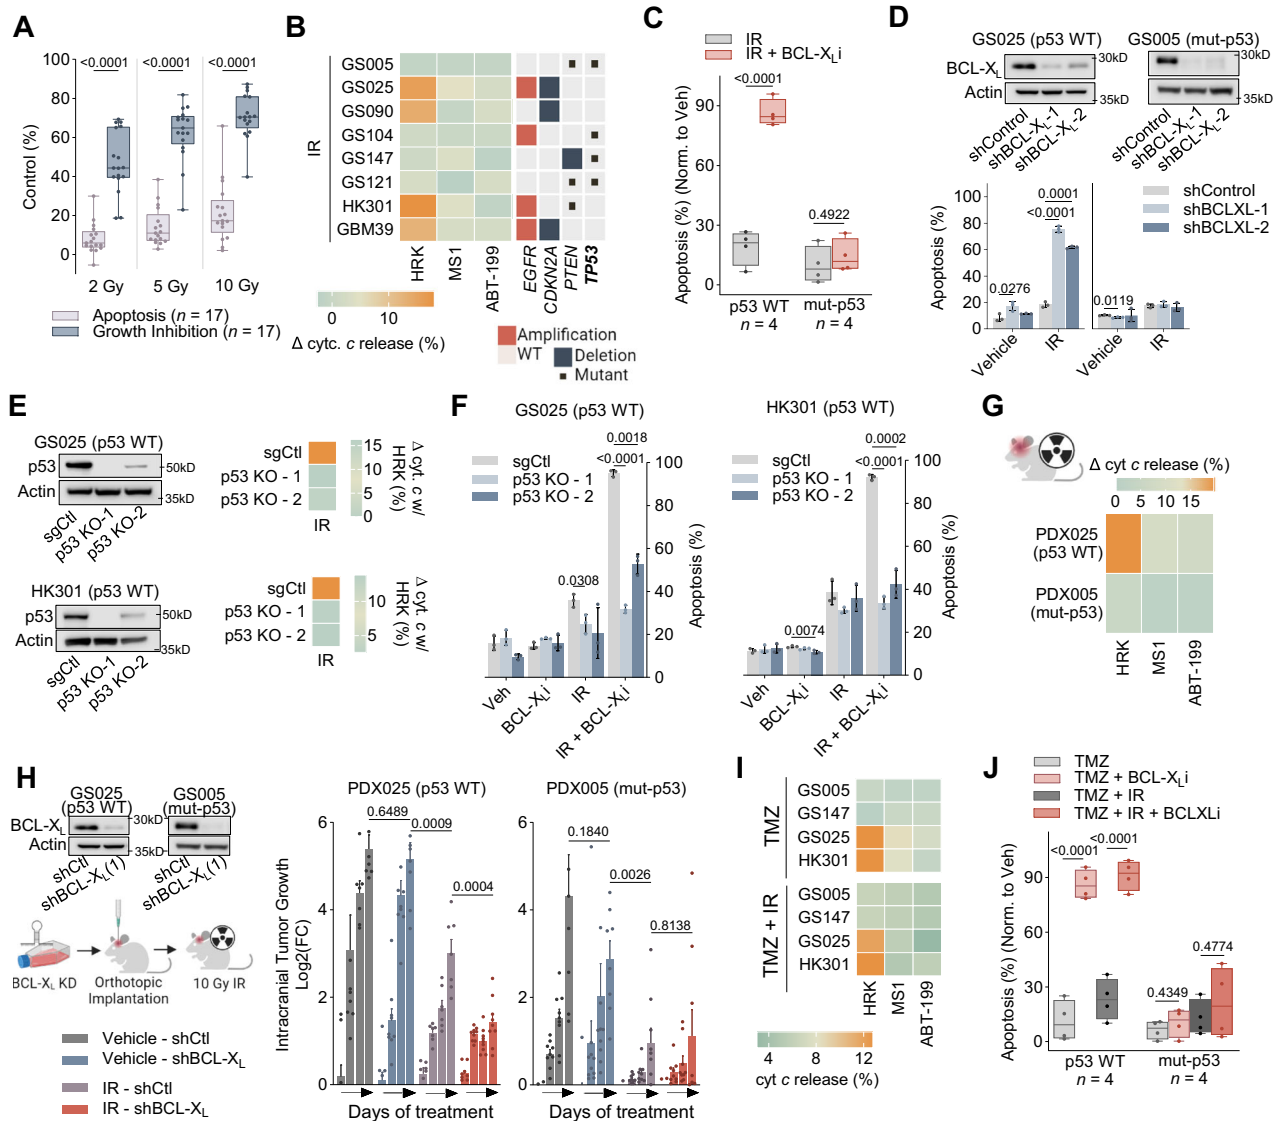 A
100
80
60
40
20
0
Control (%)
<0.0001
<0.0001
<0.0001
2 Gy
5 Gy
10 Gy
Apoptosis (n = 17)
Growth Inhibition (n = 17)
B
IR
GS005
GS025
GS090
GS104
GS147
GS121
HK301
GBM39
HRK
MS1
ABT-199
EGFR
CDKN2A
PTEN
TP53
0
10
Δ cytc. c release (%)
Amplification
WT
Deletion
Mutant
C
IR
IR + BCL-XLi
<0.0001
0.4922
90
60
30
0
Apoptosis (%) (Norm. to Veh)
p53 WT
n = 4
mut-p53
n = 4
D
GS025 (p53 WT)
GS005 (mut-p53)
BCL-XL
Actin
30kD
35kD
30kD
35kD
shControl
shBCL-XL-1
shBCL-XL-2
shControl
shBCL-XL-1
shBCL-XL-2
Apoptosis (%)
100
80
60
40
20
0
0.0276
0.0001
<0.0001
0.0119
shControl
shBCLXL-1
shBCLXL-2
Vehicle
IR
Vehicle
IR
E
GS025 (p53 WT)
p53
Actin
50kD
35kD
sgCtl
p53 KO-1
p53 KO-2
sgCtl
p53 KO - 1
p53 KO - 2
IR
15
10
5
0
Δ cyt. c w/
HRK (%)
HK301 (p53 WT)
p53
Actin
50kD
35kD
sgCtl
p53 KO-1
p53 KO-2
sgCtl
p53 KO - 1
p53 KO - 2
IR
10
5
Δ cyt. c w/
HRK (%)
F
GS025 (p53 WT)
sgCtl
p53 KO - 1
p53 KO - 2
0.0018
<0.0001
0.0308
100
80
60
40
20
0
Apoptosis (%)
Veh
BCL-XLi
IR
IR + BCL-XLi
HK301 (p53 WT)
sgCtl
p53 KO - 1
p53 KO - 2
0.0002
<0.0001
0.0074
100
80
60
40
20
0
Apoptosis (%)
Veh
BCL-XLi
IR
IR + BCL-XLi
G
Δ cyt c release (%)
0 5 10 15
PDX025
(p53 WT)
PDX005
(mut-p53)
HRK
MS1
ABT-199
H
GS025
(p53 WT)
GS005
(mut-p53)
BCL-XL
Actin
30kD
35kD
30kD
35kD
shCtl
shBCL-XL(1)
shCtl
shBCL-XL(1)
BCL-XL KD
Orthotopic
Implantation
10 Gy IR
Vehicle - shCtl
Vehicle - shBCL-XL
IR - shCtl
IR - shBCL-XL
Intracranial Tumor Growth
Log2(FC)
PDX025 (p53 WT)
6
4
2
0
0.6489
0.0009
0.0004
Days of treatment
PDX005 (mut-p53)
6
4
2
0
0.1840
0.0026
0.8138
Days of treatment
I
TMZ
GS005
GS147
GS025
HK301
TMZ + IR
GS005
GS147
GS025
HK301
HRK
MS1
ABT-199
4
8
12
cyt c release (%)
J
TMZ
TMZ + BCL-XLi
TMZ + IR
TMZ + IR + BCLXLi
<0.0001
<0.0001
0.4349
0.4774
90
60
30
0
Apoptosis (%) (Norm. to Veh)
p53 WT
n = 4
mut-p53
n = 4